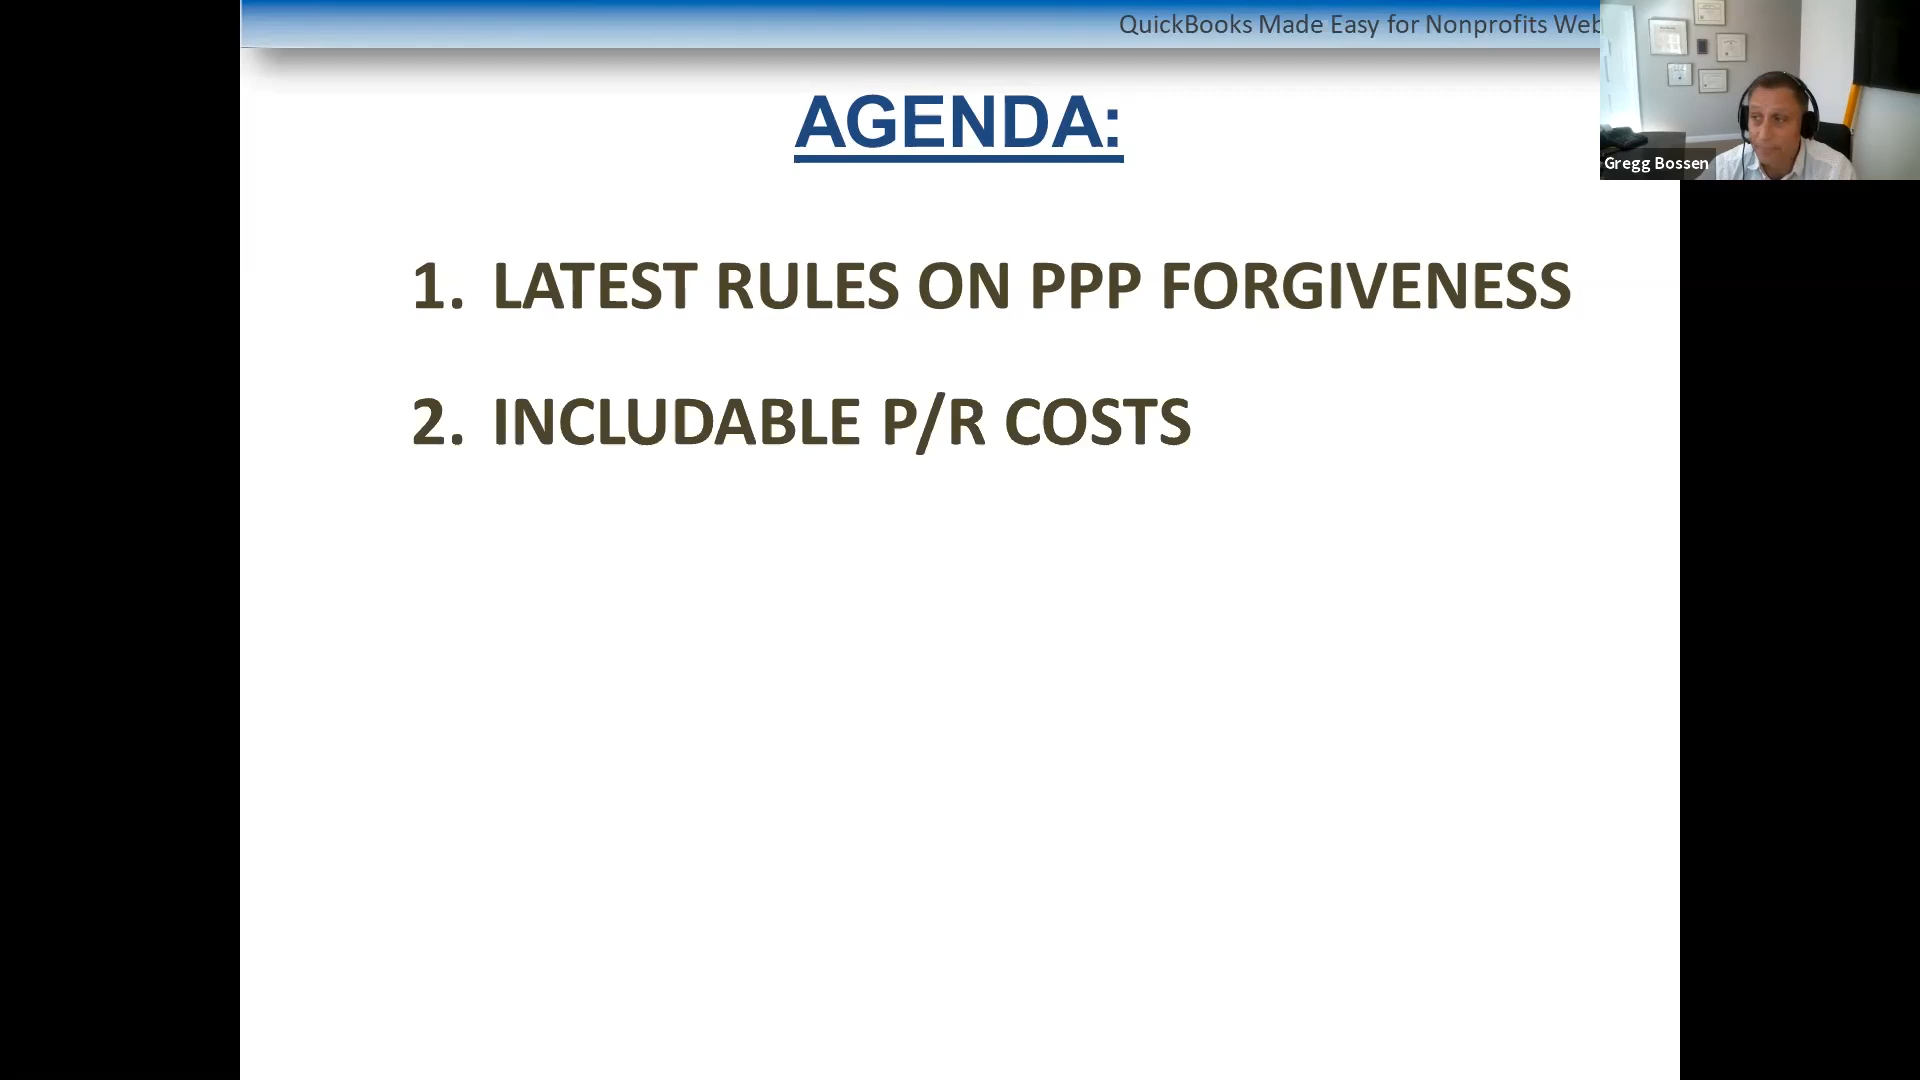 QuickBooks Made Easy for Nonprofits Web
Gregg Bossen
AGENDA:
1. LATEST RULES ON PPP FORGIVENESS
2. INCLUDABLE P/R COSTS